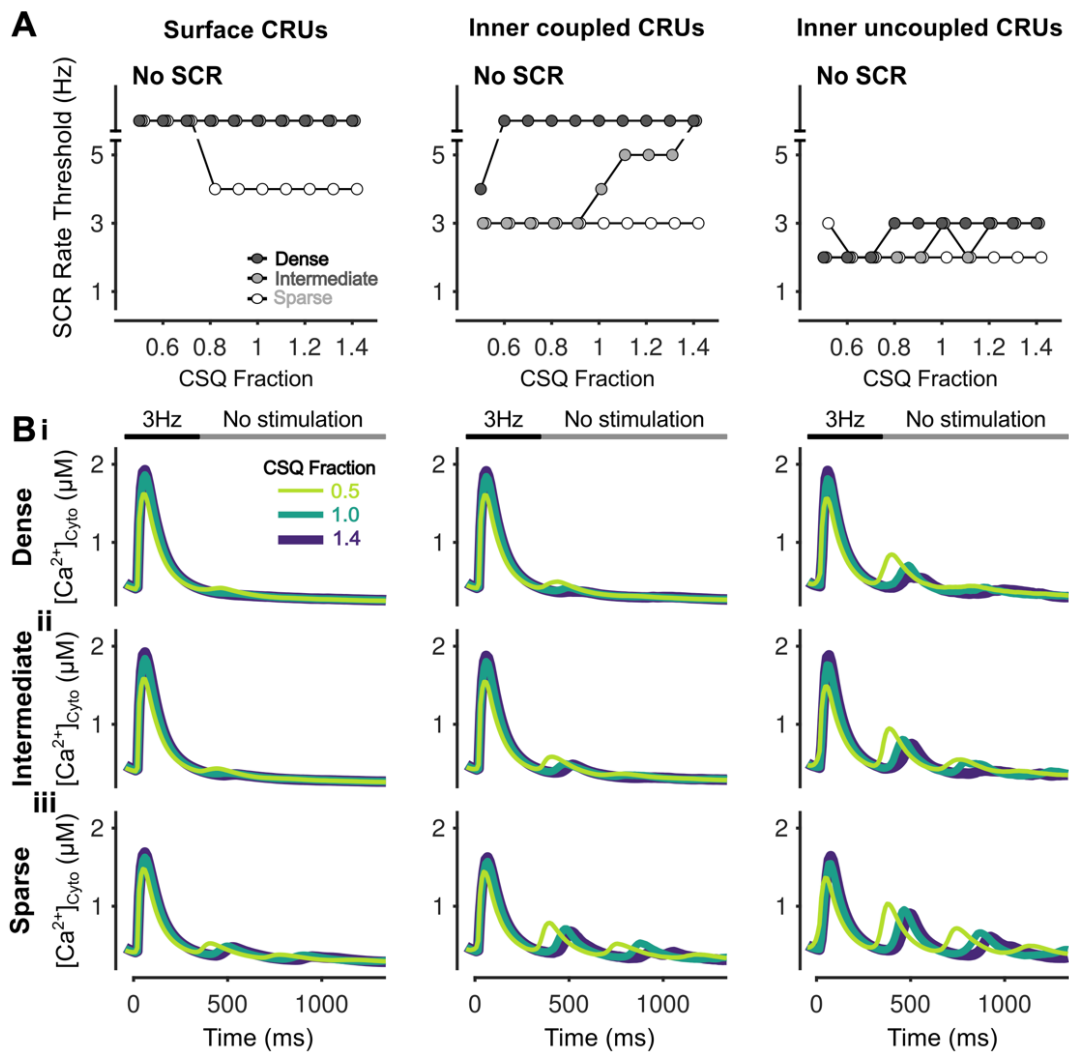 A
Surface CRUs
Inner coupled CRUs
Inner uncoupled CRUs
No SCR
No SCR
No SCR
SCR Rate Threshold (Hz)
5
3
1
5
3
1
5
3
1
Dense
Intermediate
Sparse
0.6 0.8 1 1.2 1.4
0.6 0.8 1 1.2 1.4
0.6 0.8 1 1.2 1.4
CSQ Fraction
CSQ Fraction
CSQ Fraction
B i
3Hz No stimulation
3Hz No stimulation
3Hz No stimulation
Dense
[Ca²⁺]Cyto (µM)
2
1
CSQ Fraction
0.5
1.0
1.4
2
1
2
1
ii
Intermediate
[Ca²⁺]Cyto (µM)
2
1
2
1
2
1
iii
Sparse
[Ca²⁺]Cyto (µM)
2
1
2
1
2
1
0 500 1000
0 500 1000
0 500 1000
Time (ms)
Time (ms)
Time (ms)